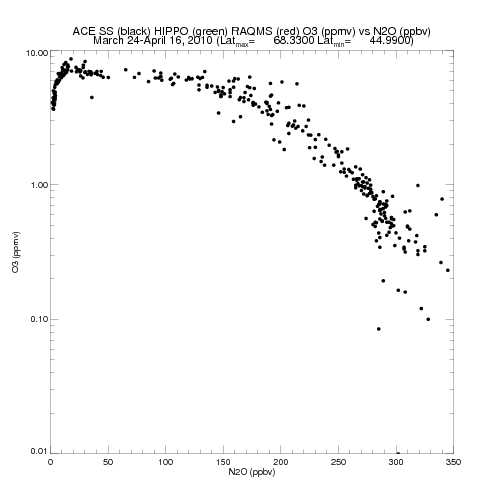 ACE SS (black) HIPPO (green) RAQMS (red) O3 (ppmv) vs N2O (ppbv)
March 24-April 16, 2010 (Latmax= 68.3300 Latmin= 44.9900)
10.00
1.00
O3 (ppmv)
0.10
0.01
0 50 100 150 200 250 300 350
N2O (ppbv)